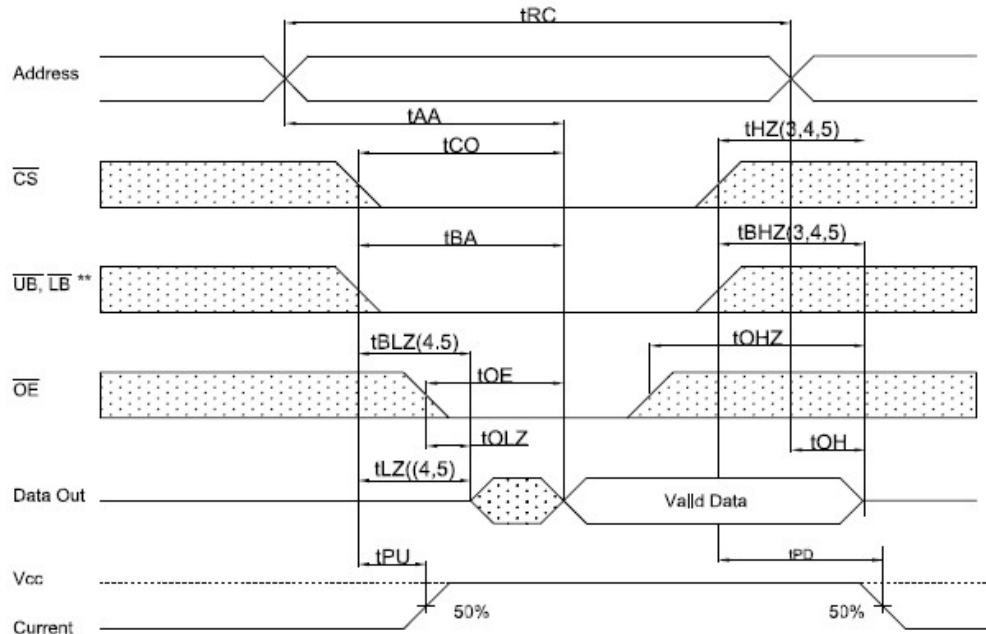 tRC
Address
tAA
tHZ(3,4,5)
tCO
CS
tBHZ(3,4,5)
tBA
UB, LB **
tBLZ(4.5)
tOHZ
tOE
OE
tOLZ
tOH
tLZ((4,5)
Data Out
Valid Data
tPU
tPD
Vcc
50%
50%
Current